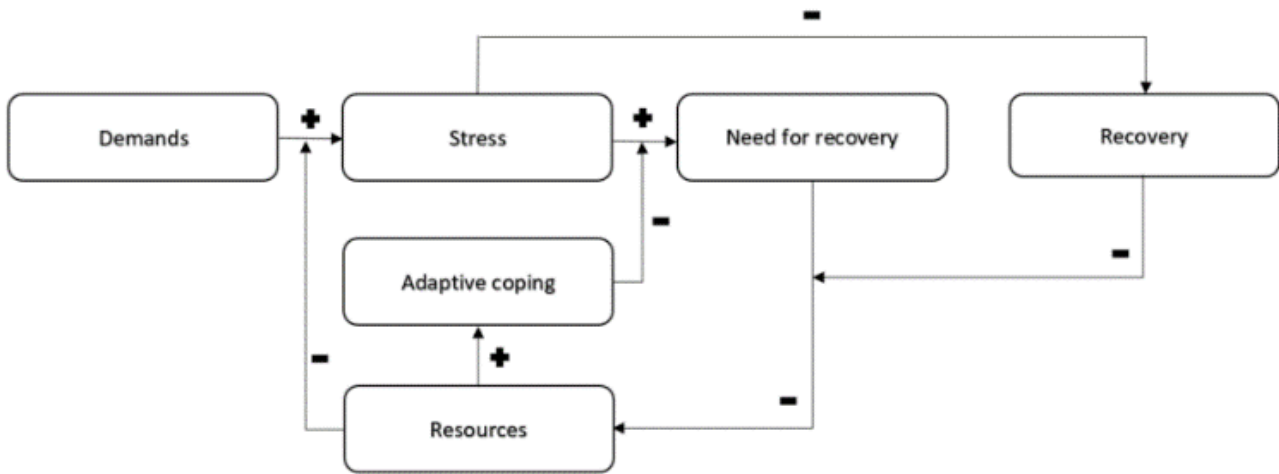 -
Demands
+
Stress
+
Need for recovery
Recovery
-
-
Adaptive coping
-
+
-
Resources